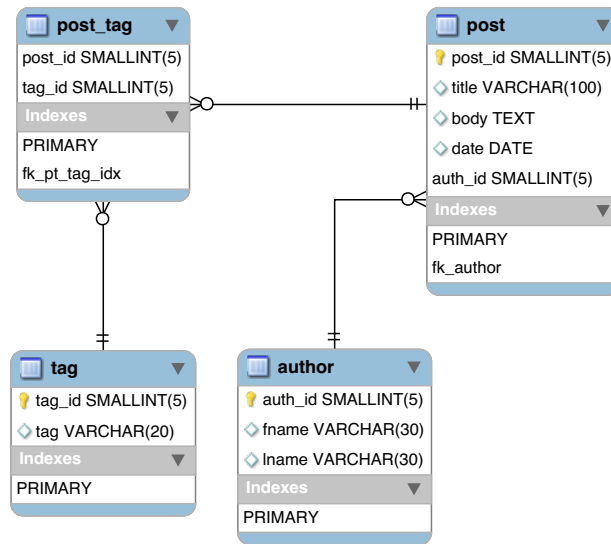 post_tag
post_id SMALLINT(5)
tag_id SMALLINT(5)
Indexes
PRIMARY
fk_pt_tag_idx
post
post_id SMALLINT(5)
title VARCHAR(100)
body TEXT
date DATE
auth_id SMALLINT(5)
Indexes
PRIMARY
fk_author
tag
tag_id SMALLINT(5)
tag VARCHAR(20)
Indexes
PRIMARY
author
auth_id SMALLINT(5)
fname VARCHAR(30)
lname VARCHAR(30)
Indexes
PRIMARY